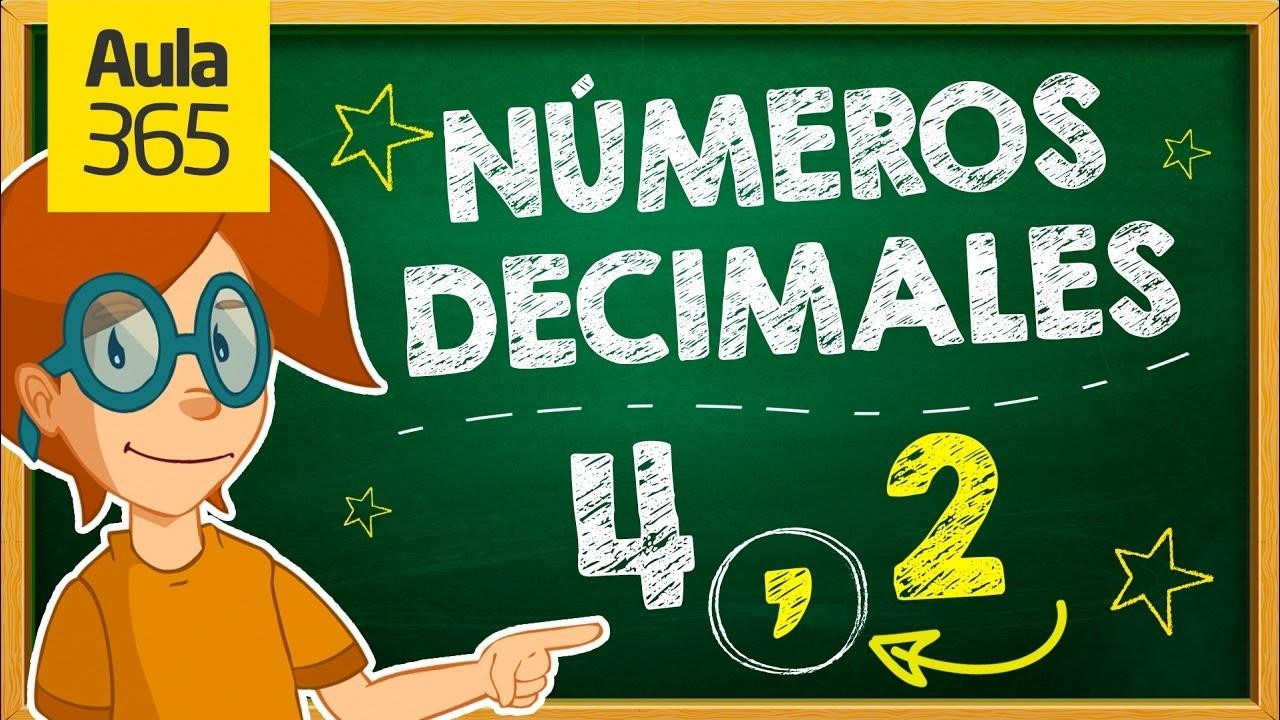 Aula
365
NÚMEROS
DECIMALES
4,2